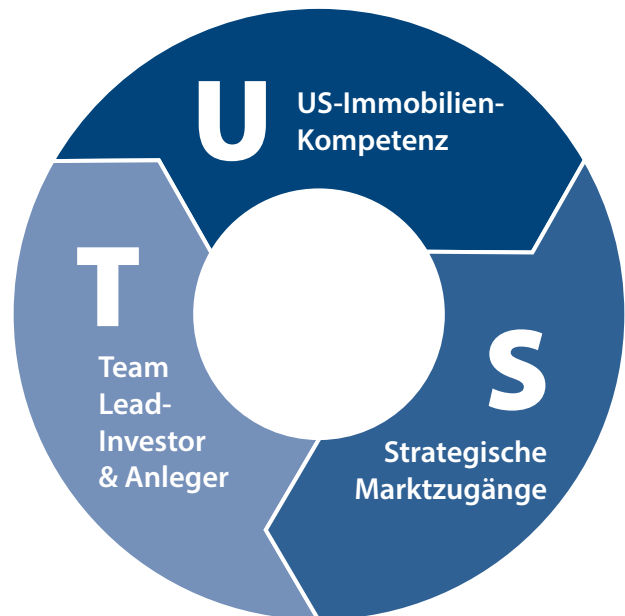 U
US-Immobilien-
Kompetenz
S
Strategische
Marktzugänge
T
Team
Lead-
Investor
& Anleger